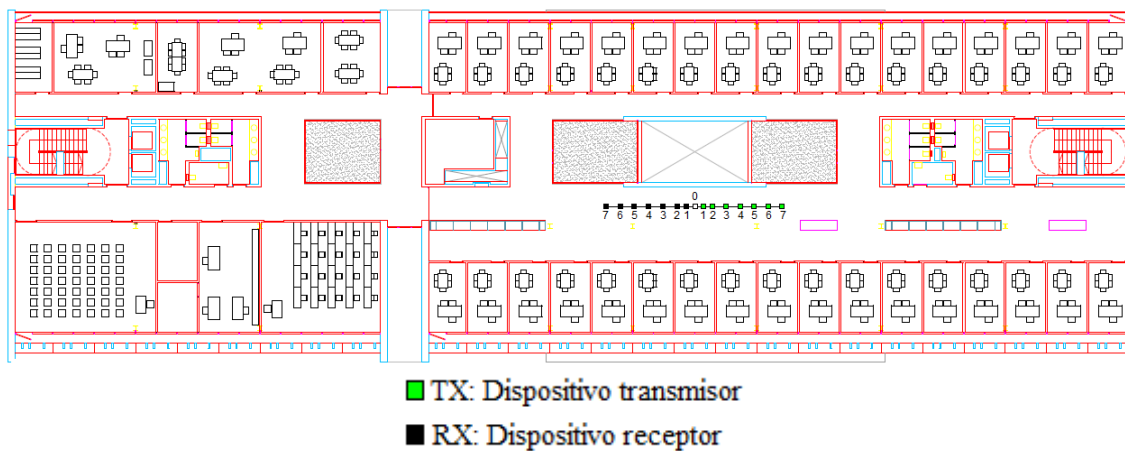 0
7 6 5 4 3 2 1 1 2 3 4 5 6 7
TX: Dispositivo transmisor
RX: Dispositivo receptor